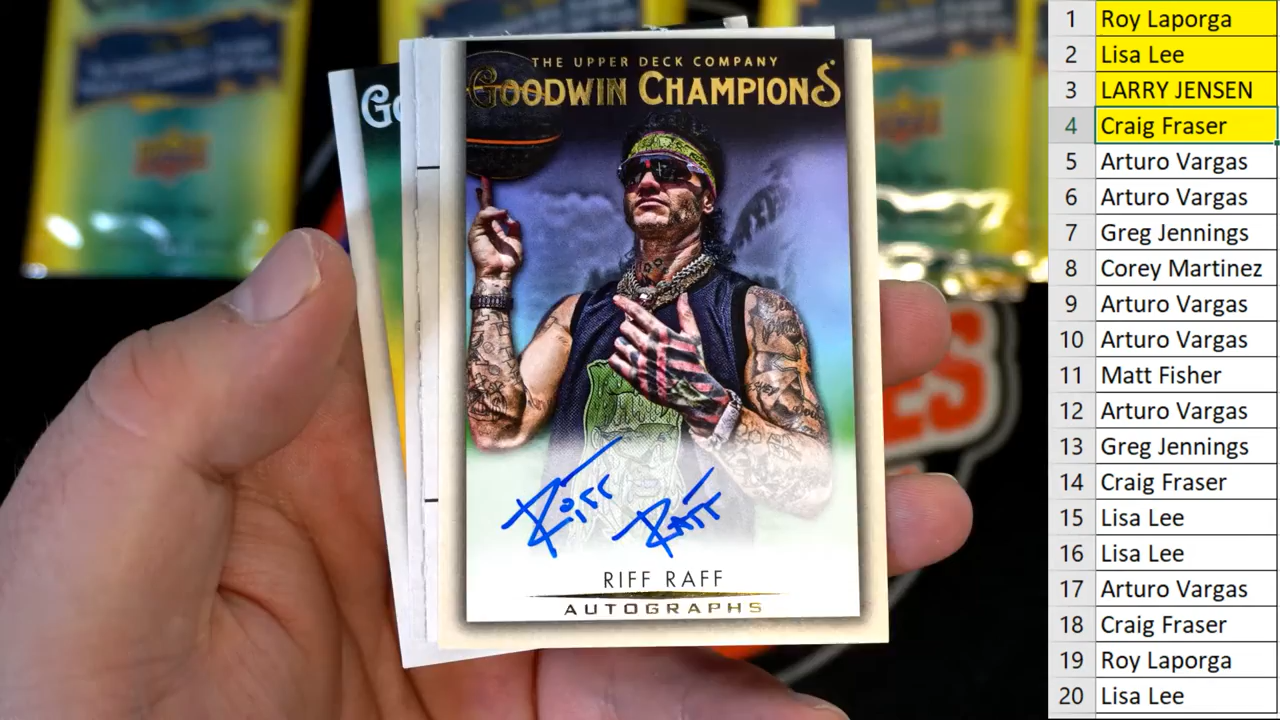 THE UPPER DECK COMPANY
GOODWIN CHAMPIONS
Go
RIFF RAFF
RIFF RAFF
AUTOGRAPHS
ES
1 Roy Laporga
2 Lisa Lee
3 LARRY JENSEN
4 Craig Fraser
5 Arturo Vargas
6 Arturo Vargas
7 Greg Jennings
8 Corey Martinez
9 Arturo Vargas
10 Arturo Vargas
11 Matt Fisher
12 Arturo Vargas
13 Greg Jennings
14 Craig Fraser
15 Lisa Lee
16 Lisa Lee
17 Arturo Vargas
18 Craig Fraser
19 Roy Laporga
20 Lisa Lee